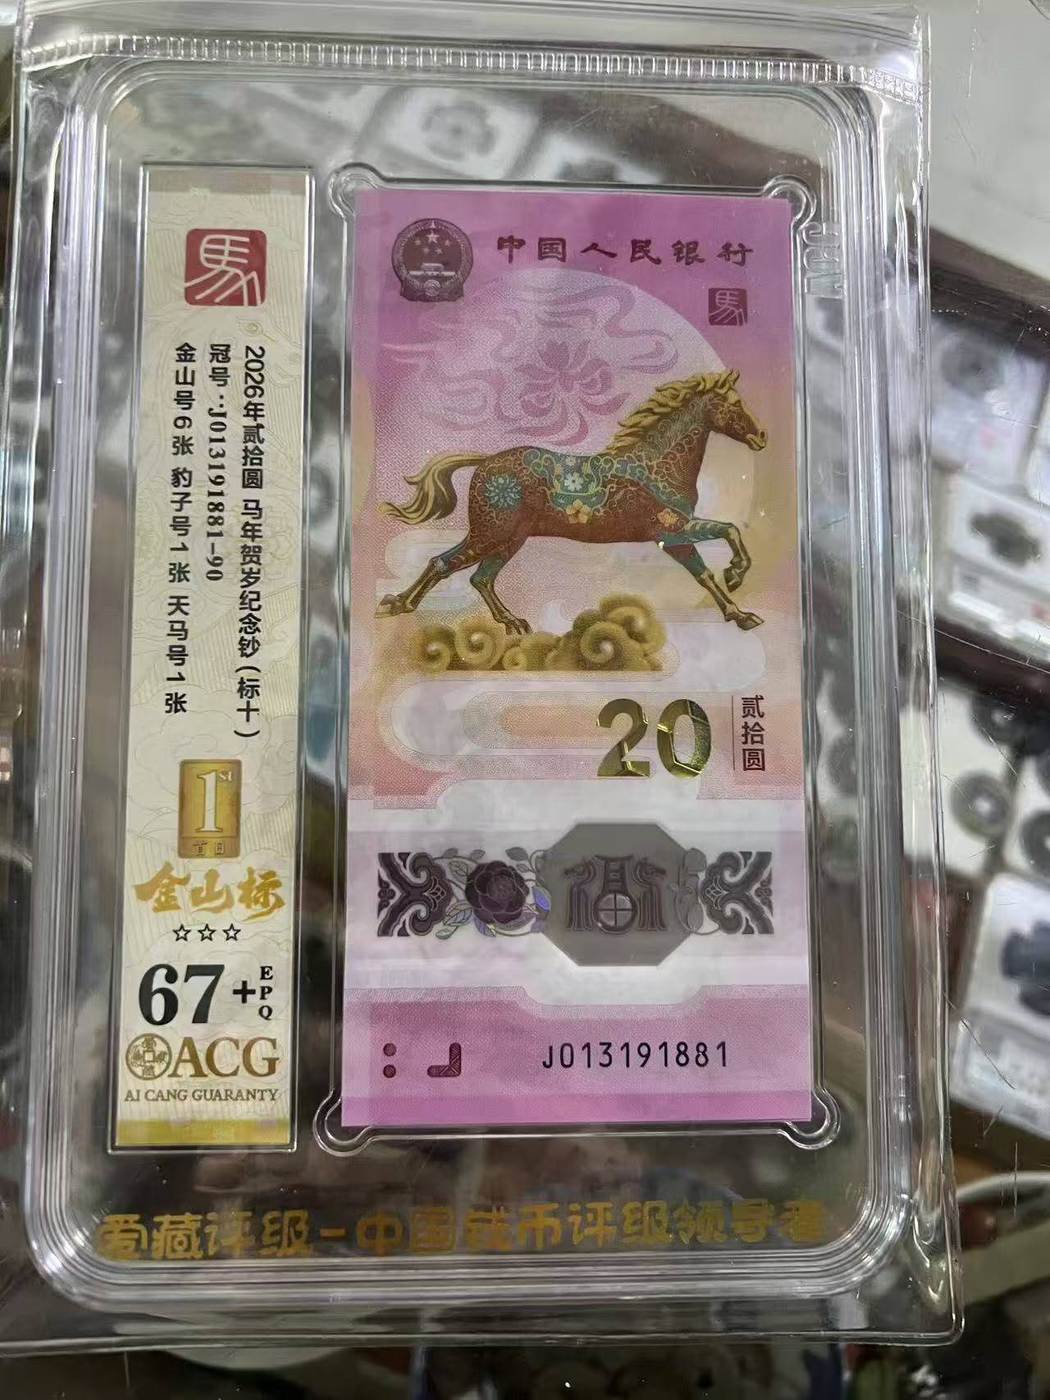 馬
2026年贰拾圆 马年贺岁纪念钞(标十)
冠号:J013191881-90
金山号6张 豹子号1张 天马号1张
1st
首日
金山标
☆☆☆
67+EPQ
ACG
AI CANG GUARANTY
中国人民银行
馬
20
贰拾圆
J013191881
爱藏评级-中国钱币评级领导者